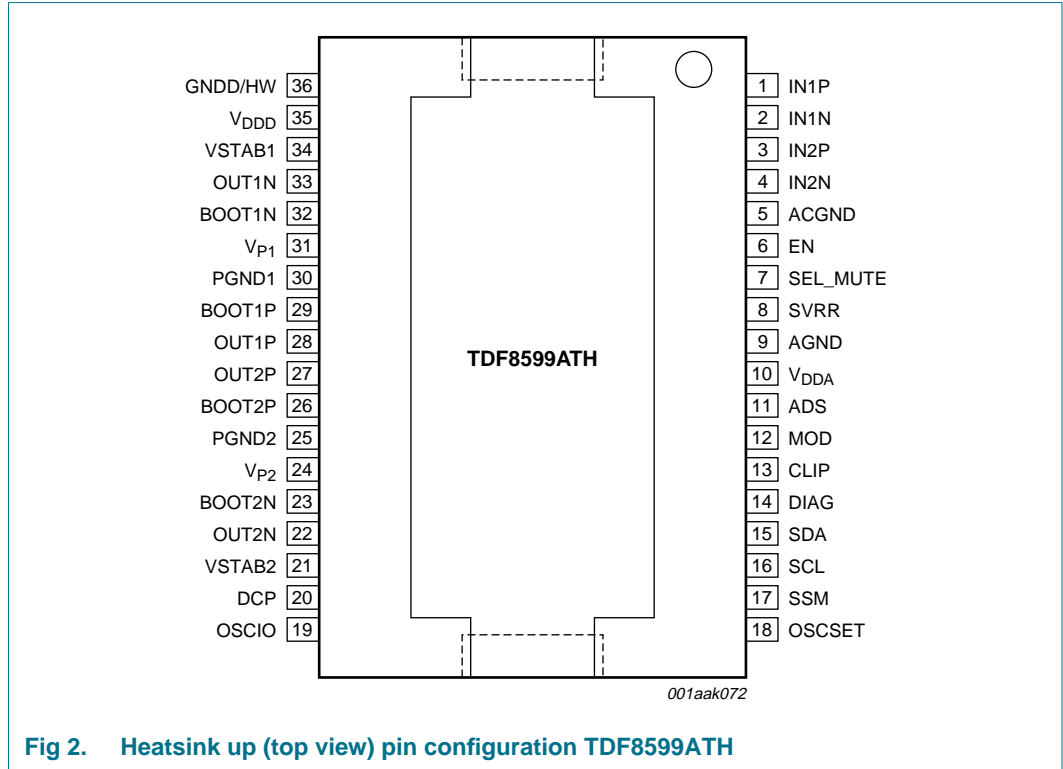 GNDD/HW 36 1 IN1P
VDDD 35 2 IN1N
VSTAB1 34 3 IN2P
OUT1N 33 4 IN2N
BOOT1N 32 5 ACGND
VP1 31 6 EN
PGND1 30 7 SEL_MUTE
BOOT1P 29 8 SVRR
OUT1P 28 9 AGND
TDF8599ATH
OUT2P 27 10 VDDA
BOOT2P 26 11 ADS
PGND2 25 12 MOD
VP2 24 13 CLIP
BOOT2N 23 14 DIAG
OUT2N 22 15 SDA
VSTAB2 21 16 SCL
DCP 20 17 SSM
OSCIO 19 18 OSCSET
001aak072
Fig 2. Heatsink up (top view) pin configuration TDF8599ATH